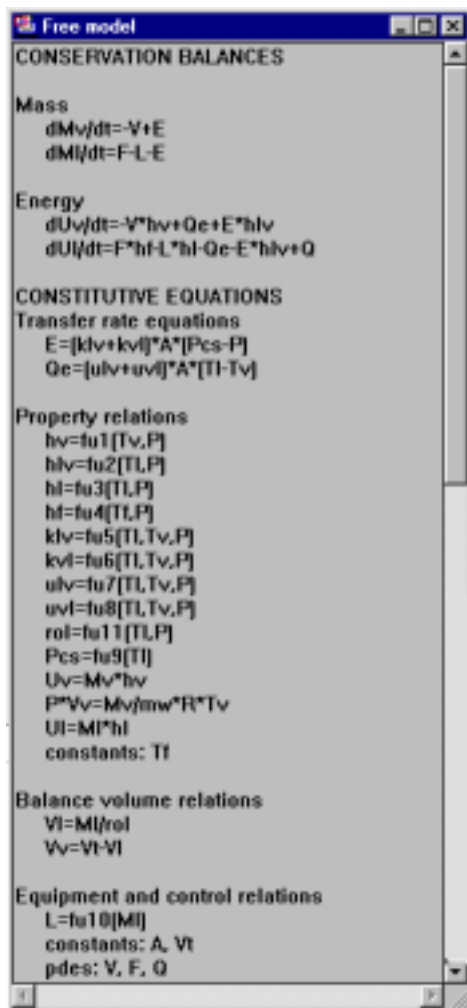 Free model
CONSERVATION BALANCES
Mass
dMv/dt=-V+E
dMl/dt=F-L-E
Energy
dUv/dt=-V*hv+Qe+E*hlv
dUl/dt=F*hf-L*hl-Qe-E*hlv+Q
CONSTITUTIVE EQUATIONS
Transfer rate equations
E=[klv+kvl]*A*[Pcs-P]
Qe=[ulv+uvl]*A*[Tl-Tv]
Property relations
hv=fu1[Tv,P]
hlv=fu2[Tl,P]
hl=fu3[Tl,P]
hf=fu4[Tf,P]
klv=fu5[Tl,Tv,P]
kvl=fu6[Tl,Tv,P]
ulv=fu7[Tl,Tv,P]
uvl=fu8[Tl,Tv,P]
rol=fu11[Tl,P]
Pcs=fu9[Tl]
Uv=Mv*hv
P*Vv=Mv/mw*R*Tv
Ul=Ml*hl
constants: Tf
Balance volume relations
Vl=Ml/rol
Vv=Vt-Vl
Equipment and control relations
L=fu10[Ml]
constants: A, Vt
pdes: V, F, Q